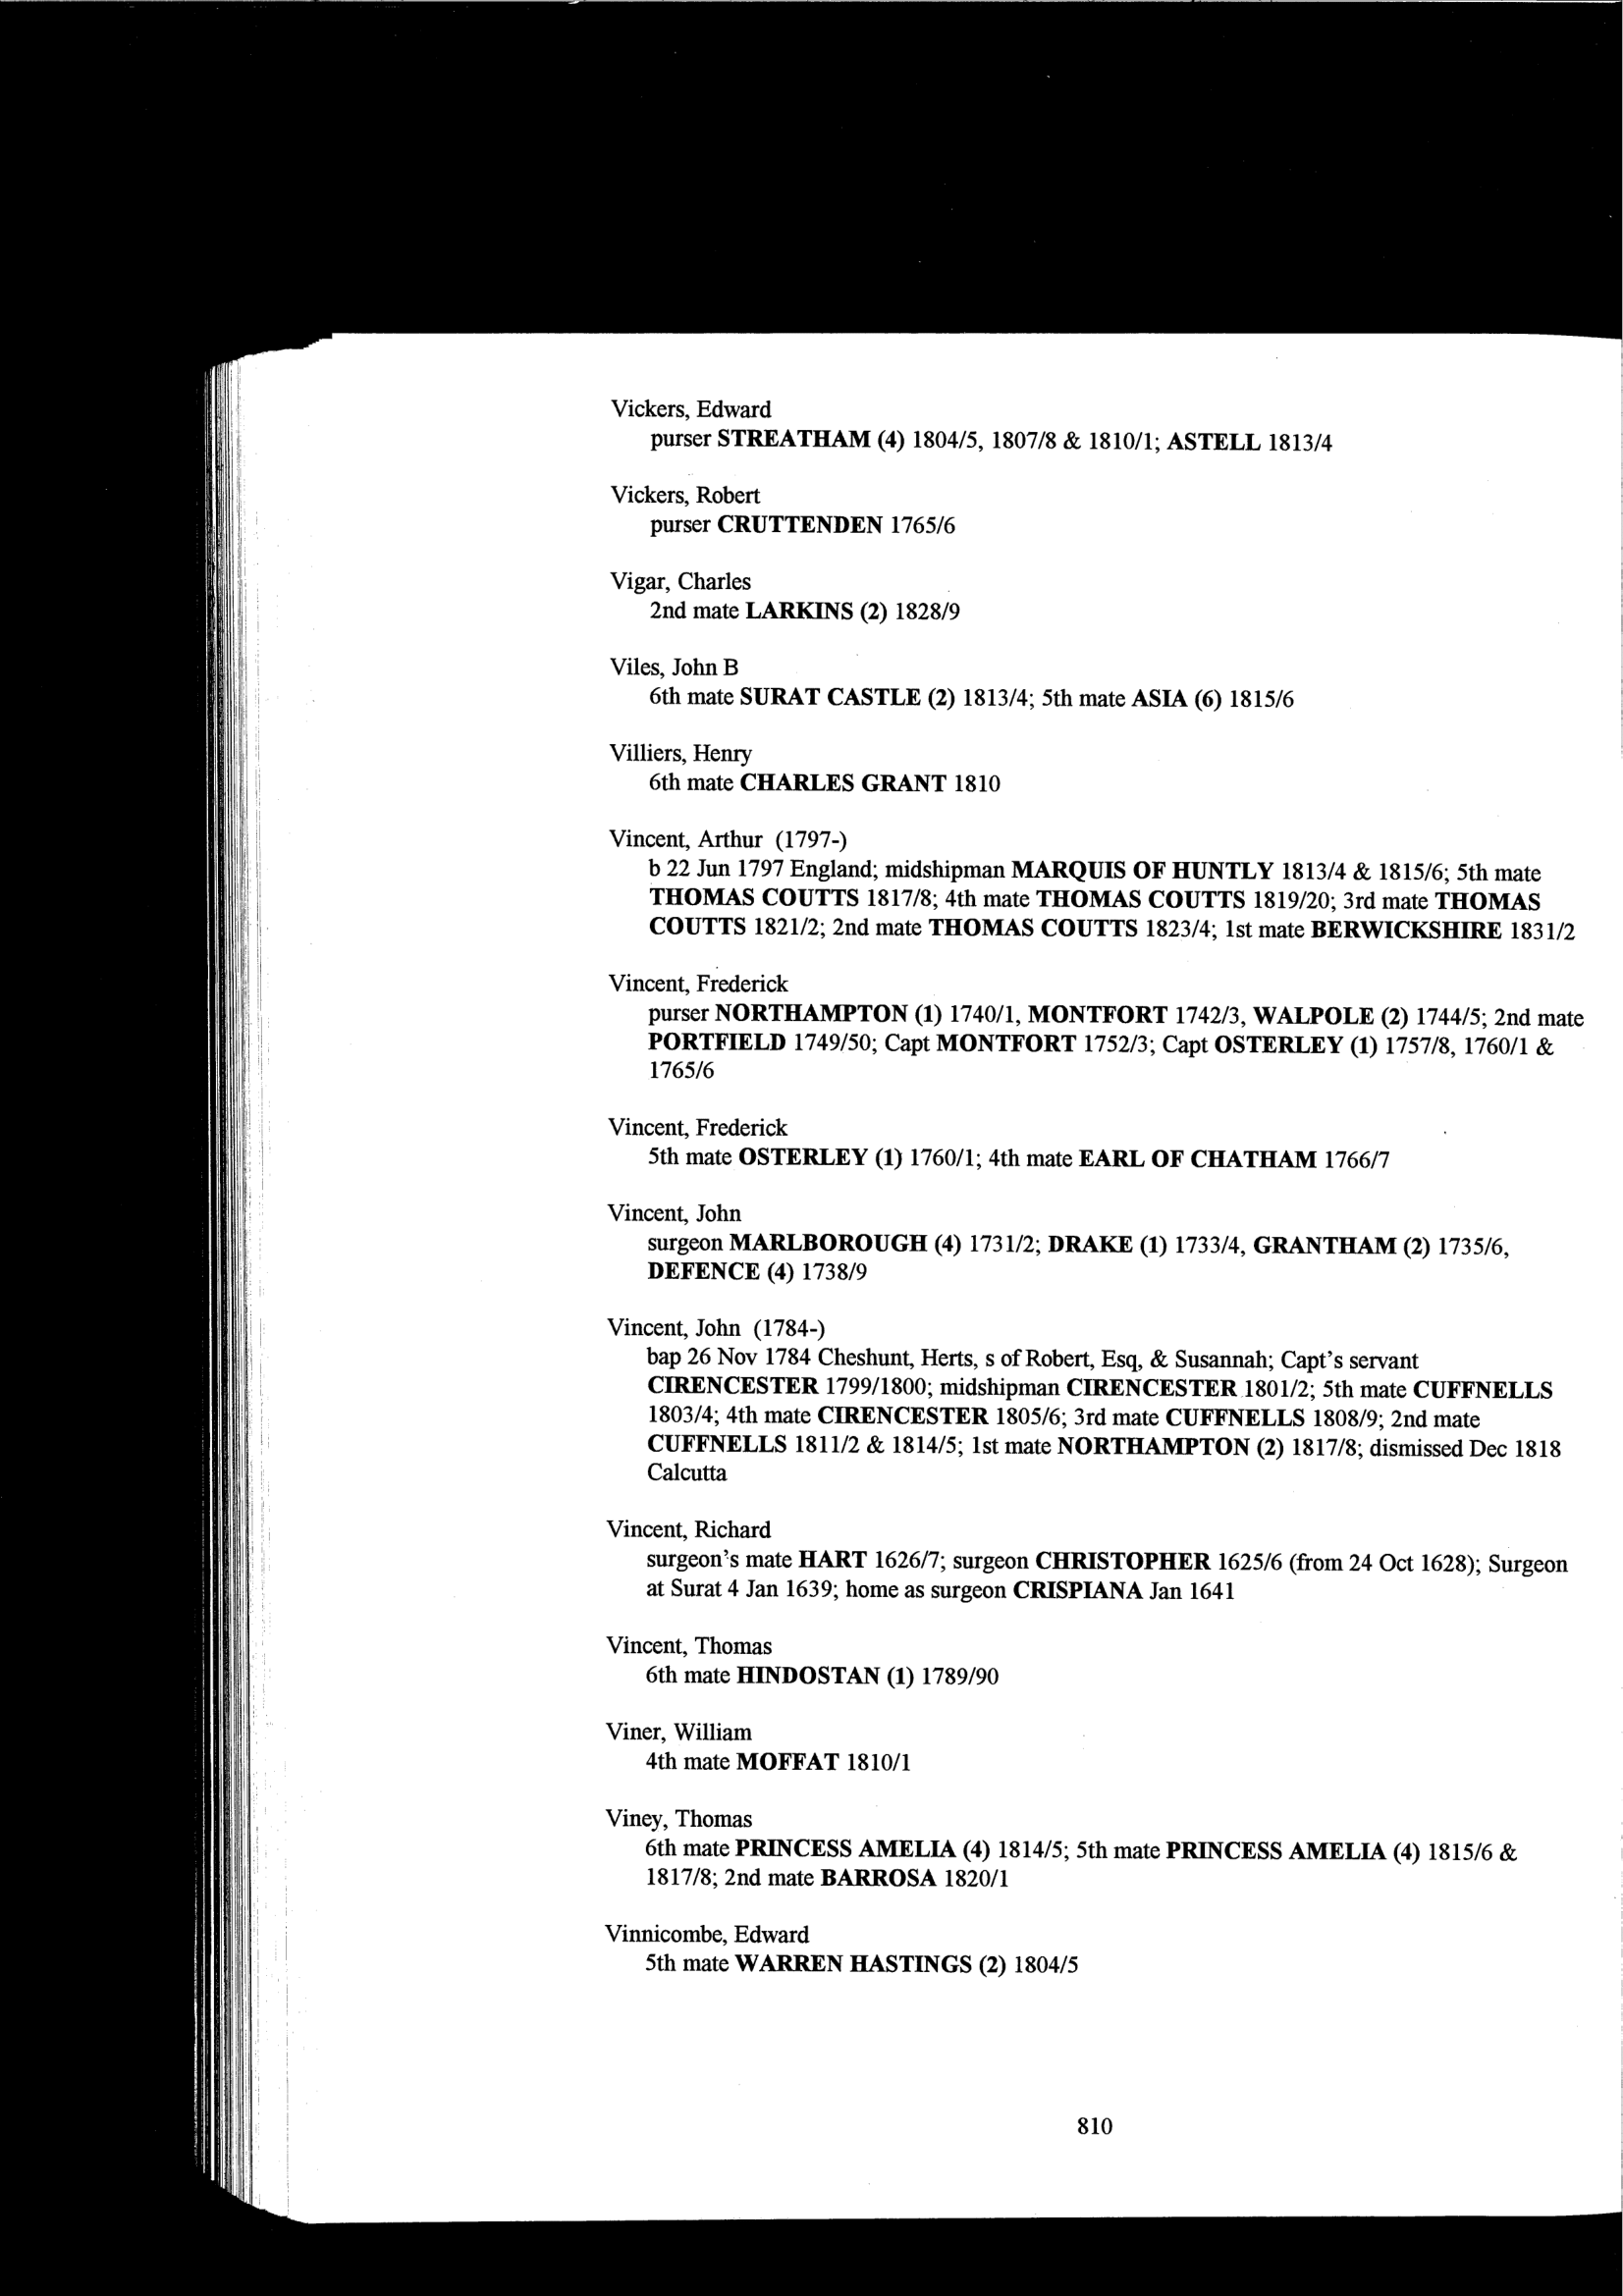 Vickers, Edward
purser STREATHAM (4) 1804/5, 1807/8 & 1810/1; ASTELL 1813/4
Vickers, Robert
purser CRUTTENDEN 1765/6
Vigar, Charles
2nd mate LARKINS (2) 1828/9
Viles, John B
6th mate SURAT CASTLE (2) 1813/4; 5th mate ASIA (6) 1815/6
Villiers, Henry
6th mate CHARLES GRANT 1810
Vincent, Arthur (1797-)
b 22 Jun 1797 England; midshipman MARQUIS OF HUNTLY 1813/4 & 1815/6; 5th mate
THOMAS COUTTS 1817/8; 4th mate THOMAS COUTTS 1819/20; 3rd mate THOMAS
COUTTS 1821/2; 2nd mate THOMAS COUTTS 1823/4; 1st mate BERWICKSHIRE 1831/2
Vincent, Frederick
purser NORTHAMPTON (1) 1740/1, MONTFORT 1742/3, WALPOLE (2) 1744/5; 2nd mate
PORTFIELD 1749/50; Capt MONTFORT 1752/3; Capt OSTERLEY (1) 1757/8, 1760/1 &
1765/6
Vincent, Frederick
5th mate OSTERLEY (1) 1760/1; 4th mate EARL OF CHATHAM 1766/7
Vincent, John
surgeon MARLBOROUGH (4) 1731/2; DRAKE (1) 1733/4, GRANTHAM (2) 1735/6,
DEFENCE (4) 1738/9
Vincent, John (1784-)
bap 26 Nov 1784 Cheshunt, Herts, s of Robert, Esq, & Susannah; Capt's servant
CIRENCESTER 1799/1800; midshipman CIRENCESTER 1801/2; 5th mate CUFFNELLS
1803/4; 4th mate CIRENCESTER 1805/6; 3rd mate CUFFNELLS 1808/9; 2nd mate
CUFFNELLS 1811/2 & 1814/5; 1st mate NORTHAMPTON (2) 1817/8; dismissed Dec 1818
Calcutta
Vincent, Richard
surgeon's mate HART 1626/7; surgeon CHRISTOPHER 1625/6 (from 24 Oct 1628); Surgeon
at Surat 4 Jan 1639; home as surgeon CRISPIANA Jan 1641
Vincent, Thomas
6th mate HINDOSTAN (1) 1789/90
Viner, William
4th mate MOFFAT 1810/1
Viney, Thomas
6th mate PRINCESS AMELIA (4) 1814/5; 5th mate PRINCESS AMELIA (4) 1815/6 &
1817/8; 2nd mate BARROSA 1820/1
Vinnicombe, Edward
5th mate WARREN HASTINGS (2) 1804/5
810